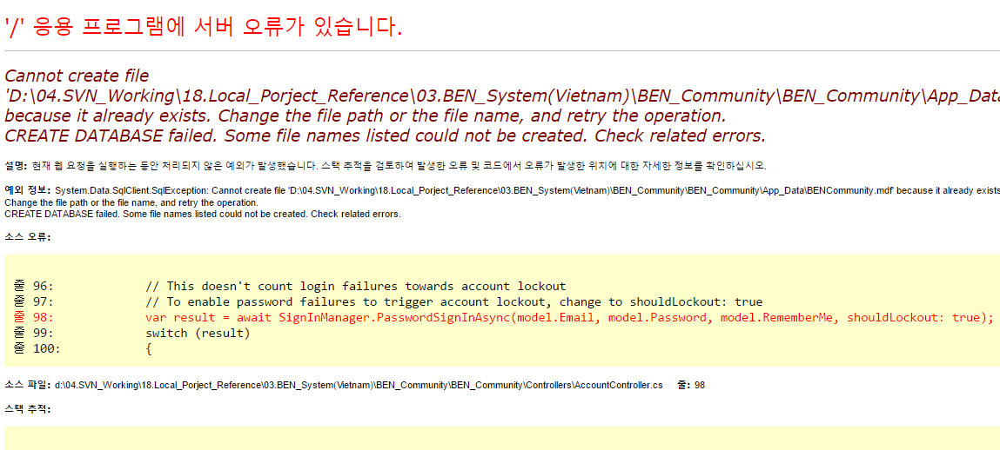 '/' 응용 프로그램에 서버 오류가 있습니다.
Cannot create file
'D:\04.SVN_Working\18.Local_Porject_Reference\03.BEN_System(Vietnam)\BEN_Community\BEN_Community\App_Data
because it already exists. Change the file path or the file name, and retry the operation.
CREATE DATABASE failed. Some file names listed could not be created. Check related errors.
설명: 현재 웹 요청을 실행하는 동안 처리되지 않은 예외가 발생했습니다. 스택 추적을 검토하여 발생한 오류 및 코드에서 오류가 발생한 위치에 대한 자세한 정보를 확인하십시오.
예외 정보: System.Data.SqlClient.SqlException: Cannot create file 'D:\04.SVN_Working\18.Local_Porject_Reference\03.BEN_System(Vietnam)\BEN_Community\BEN_Community\App_Data\BENCommunity.mdf' because it already exists
Change the file path or the file name, and retry the operation.
CREATE DATABASE failed. Some file names listed could not be created. Check related errors.
소스 오류:
줄 96: // This doesn't count login failures towards account lockout
줄 97: // To enable password failures to trigger account lockout, change to shouldLockout: true
줄 98: var result = await SignInManager.PasswordSignInAsync(model.Email, model.Password, model.RememberMe, shouldLockout: true);
줄 99: switch (result)
줄 100: {
소스 파일: d:\04.SVN_Working\18.Local_Porject_Reference\03.BEN_System(Vietnam)\BEN_Community\BEN_Community\Controllers\AccountController.cs 줄: 98
스택 추적: